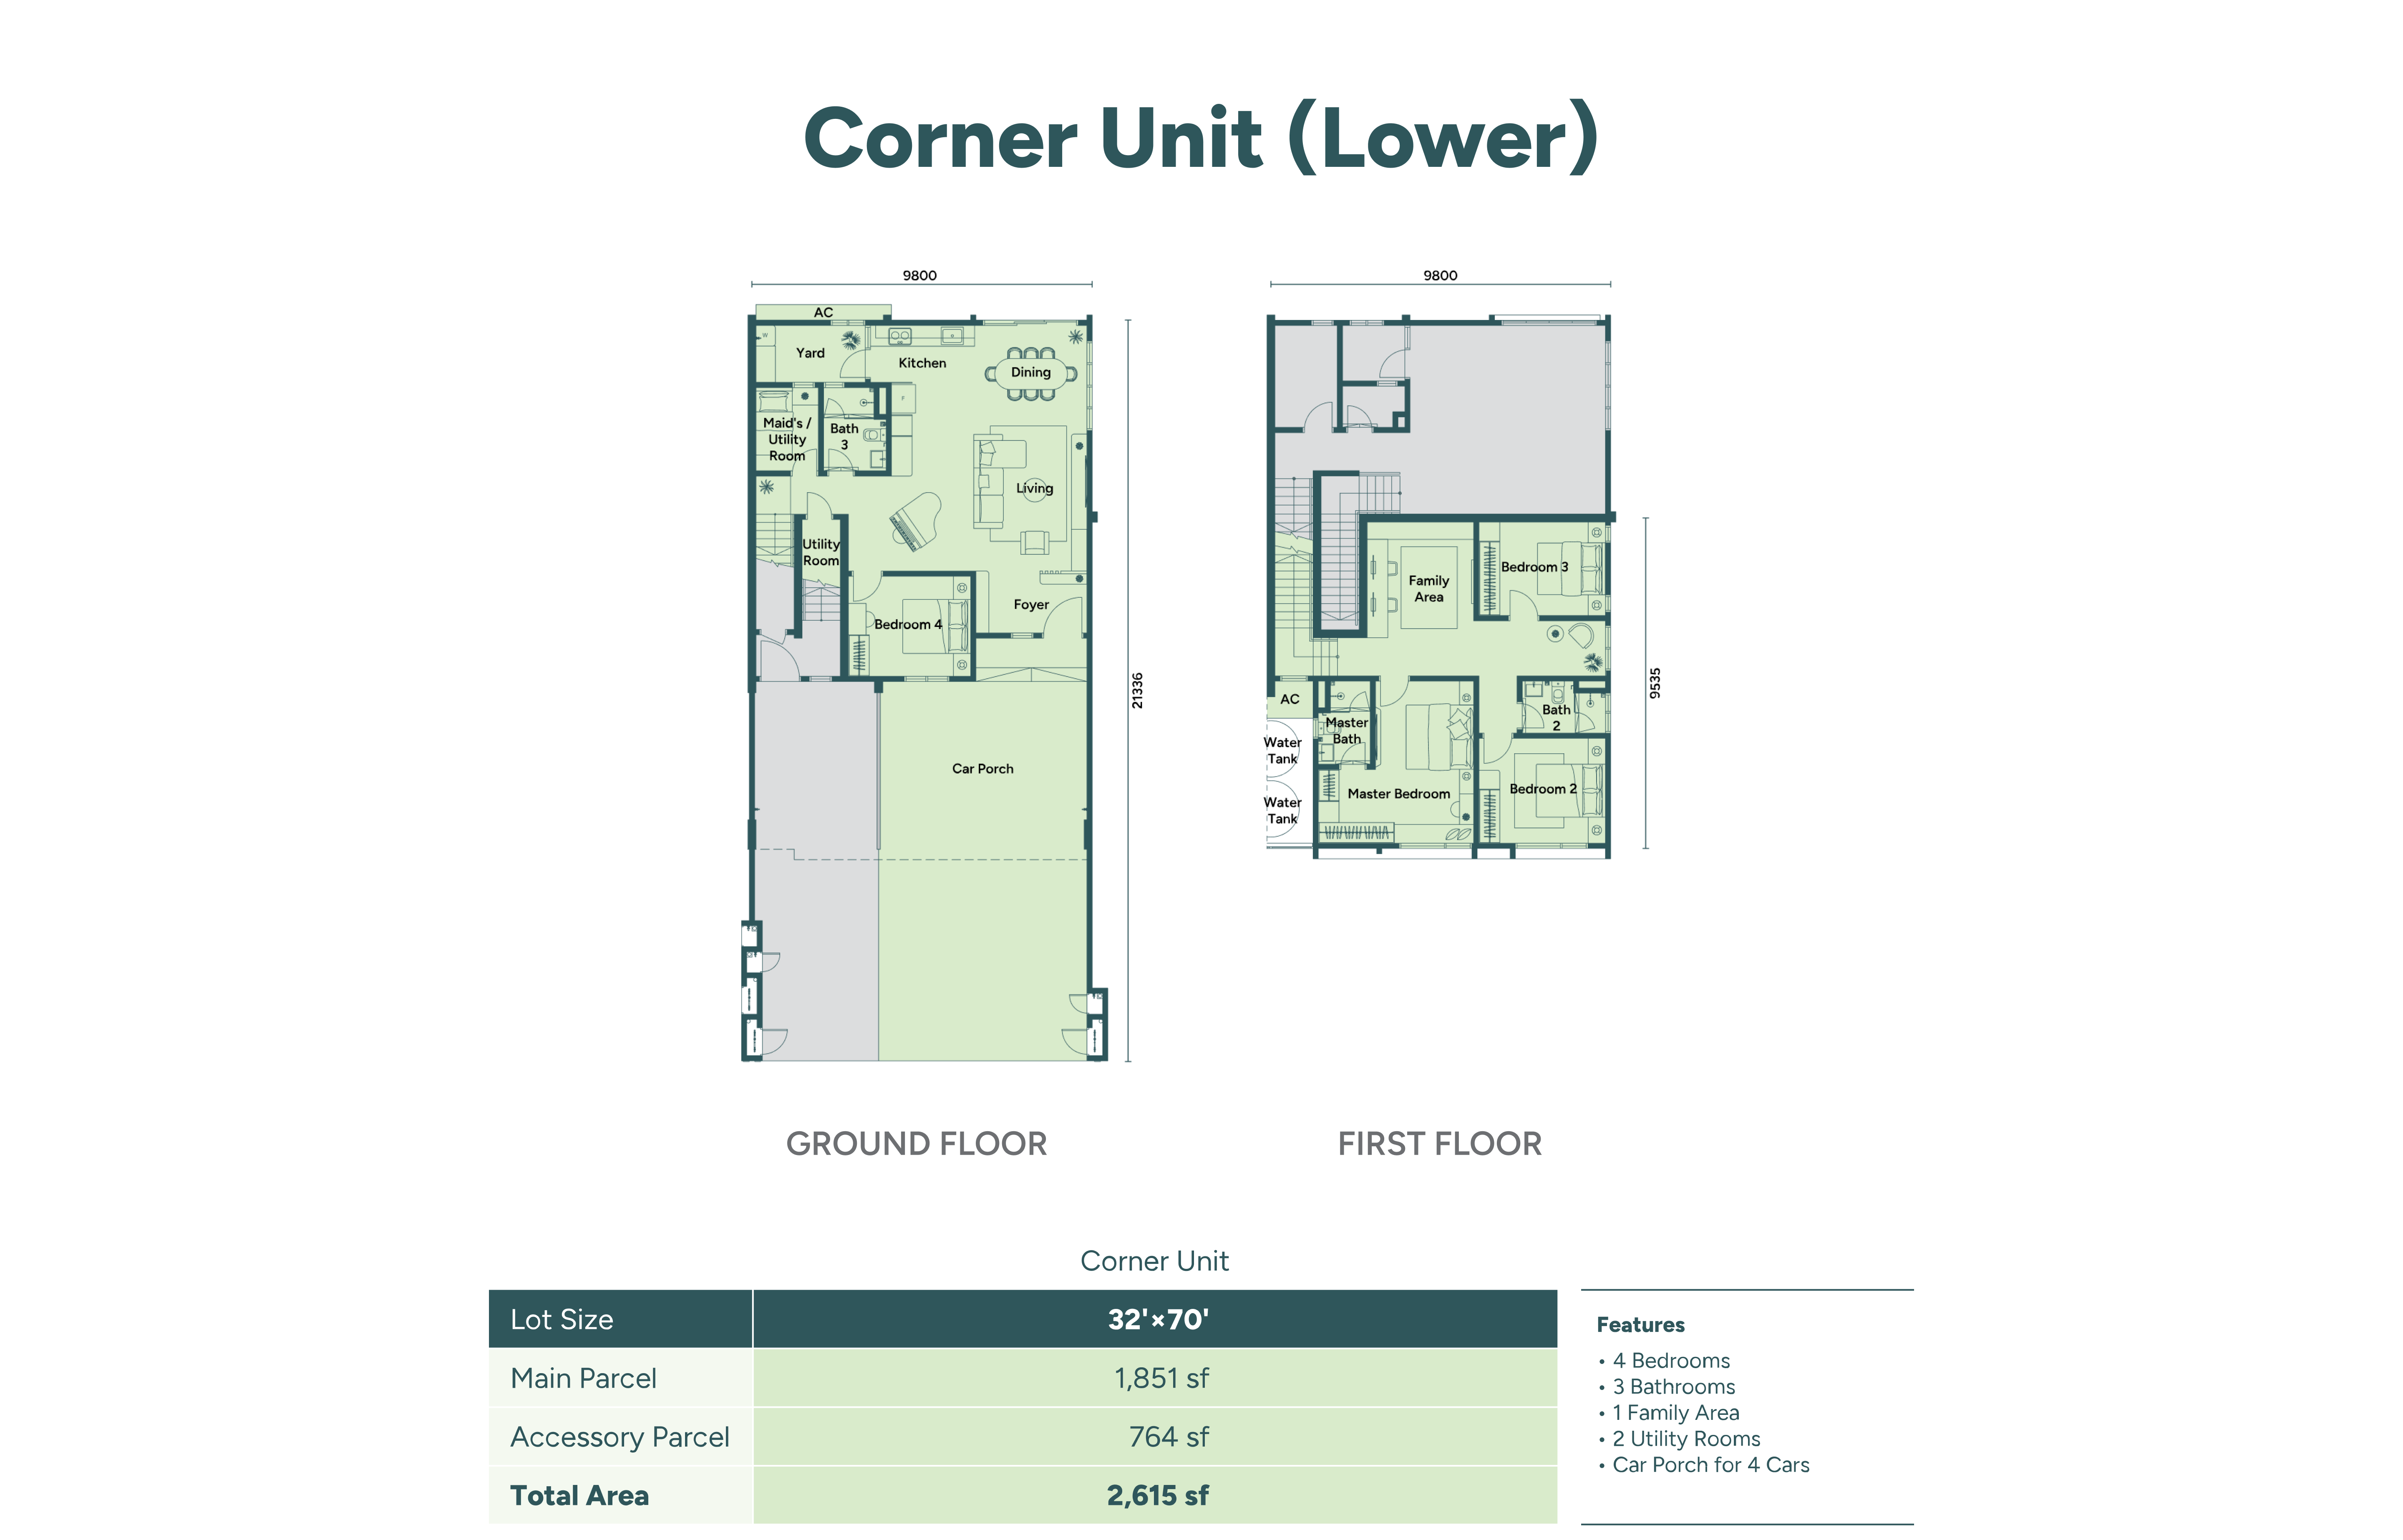 Corner Unit (Lower)
9800
AC
W
Yard
Kitchen
Dining
F
Maid's /
Utility
Room
Bath
3
Living
Utility
Room
Foyer
Bedroom 4
21336
Car Porch
GROUND FLOOR
9800
Family
Area
Bedroom 3
AC
Master
Bath
Bath
2
Water
Tank
Water
Tank
Master Bedroom
Bedroom 2
9535
FIRST FLOOR
Corner Unit
Lot Size 32'×70'
Main Parcel 1,851 sf
Accessory Parcel 764 sf
Total Area 2,615 sf
Features
• 4 Bedrooms
• 3 Bathrooms
• 1 Family Area
• 2 Utility Rooms
• Car Porch for 4 Cars